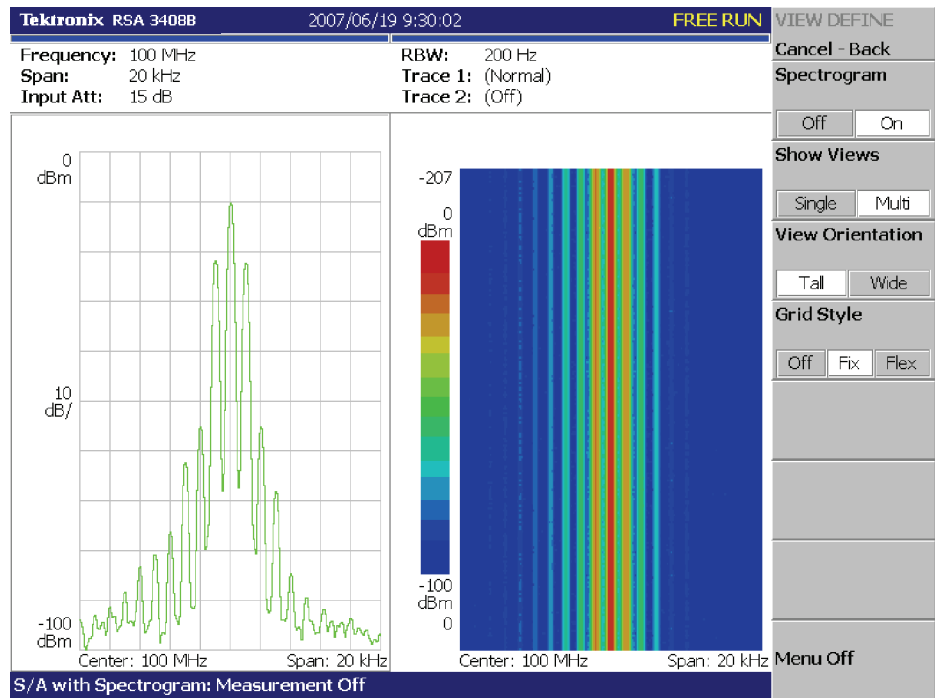 Tektronix RSA 3408B 2007/06/19 9:30:02 FREE RUN
Frequency: 100 MHz
Span: 20 kHz
Input Att: 15 dB
RBW: 200 Hz
Trace 1: (Normal)
Trace 2: (Off)
0
dBm
10
dB/
-100
dBm
Center: 100 MHz Span: 20 kHz
-207
0
dBm
-100
dBm
0
Center: 100 MHz Span: 20 kHz
VIEW DEFINE
Cancel - Back
Spectrogram
Off On
Show Views
Single Multi
View Orientation
Tall Wide
Grid Style
Off Fix Flex
Menu Off
S/A with Spectrogram: Measurement Off